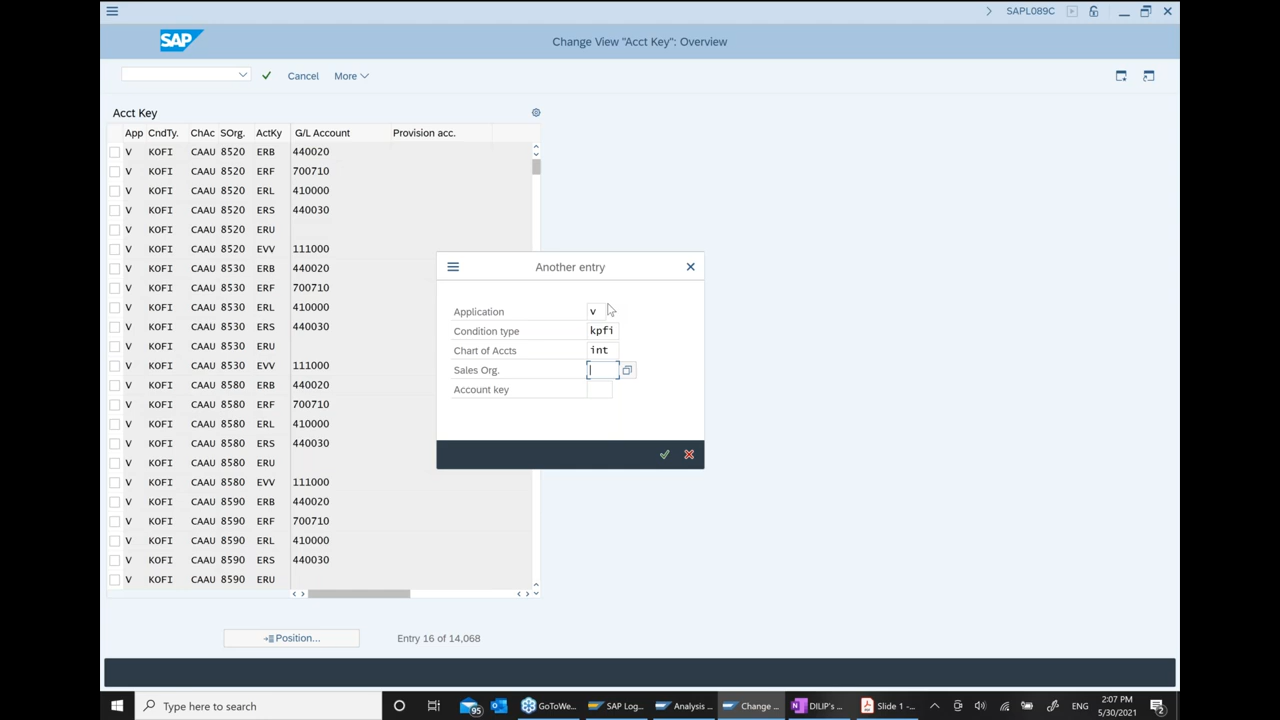 SAPL089C
SAP
Change View "Acct Key": Overview
Cancel
More
Acct Key
App CndTy. ChAc SOrg. ActKy G/L Account Provision acc.
V KOFI CAAU 8520 ERB 440020
V KOFI CAAU 8520 ERF 700710
V KOFI CAAU 8520 ERL 410000
V KOFI CAAU 8520 ERS 440030
V KOFI CAAU 8520 ERU
V KOFI CAAU 8520 EVV 111000
V KOFI CAAU 8530 ERB 440020
V KOFI CAAU 8530 ERF 700710
V KOFI CAAU 8530 ERL 410000
V KOFI CAAU 8530 ERS 440030
V KOFI CAAU 8530 ERU
V KOFI CAAU 8530 EVV 111000
V KOFI CAAU 8580 ERB 440020
V KOFI CAAU 8580 ERF 700710
V KOFI CAAU 8580 ERL 410000
V KOFI CAAU 8580 ERS 440030
V KOFI CAAU 8580 ERU
V KOFI CAAU 8580 EVV 111000
V KOFI CAAU 8590 ERB 440020
V KOFI CAAU 8590 ERF 700710
V KOFI CAAU 8590 ERL 410000
V KOFI CAAU 8590 ERS 440030
V KOFI CAAU 8590 ERU
Another entry
Application v
Condition type kpfi
Chart of Accts int
Sales Org.
Account key
Position...
Entry 16 of 14,068
Type here to search
95
GoToWe...
SAP Log...
Analysis ...
Change ...
DILIP's ...
Slide 1 -...
ENG
2:07 PM
5/30/2021
2